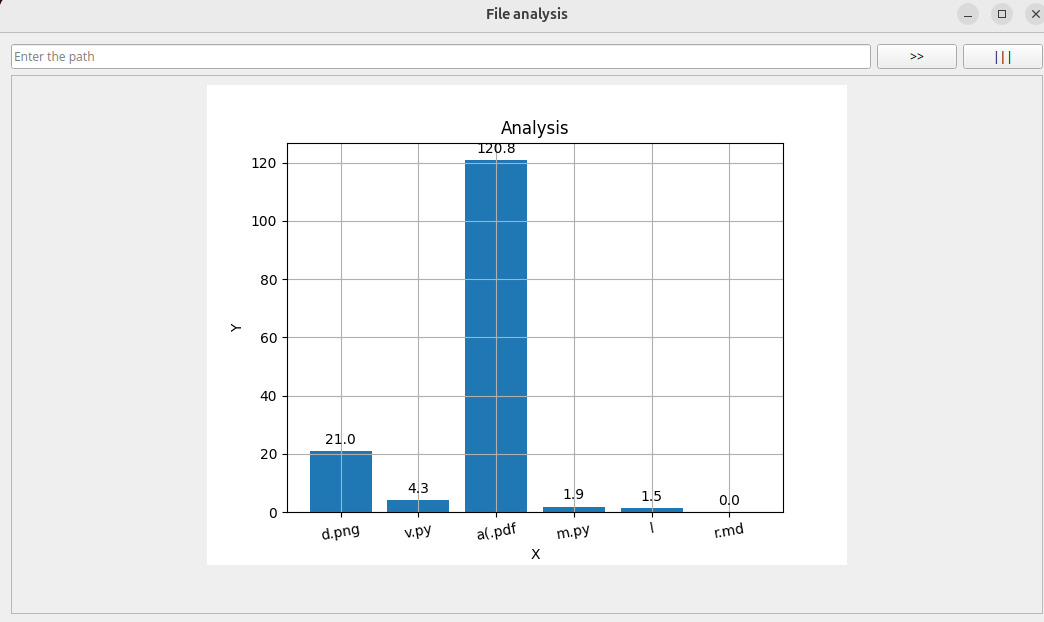 File analysis
Enter the path
>>
|||
Analysis
120.8
120
100
80
60
40
21.0
20
4.3
1.9
1.5
0.0
0
Y
d.png v.py a(.pdf m.py l r.md
X